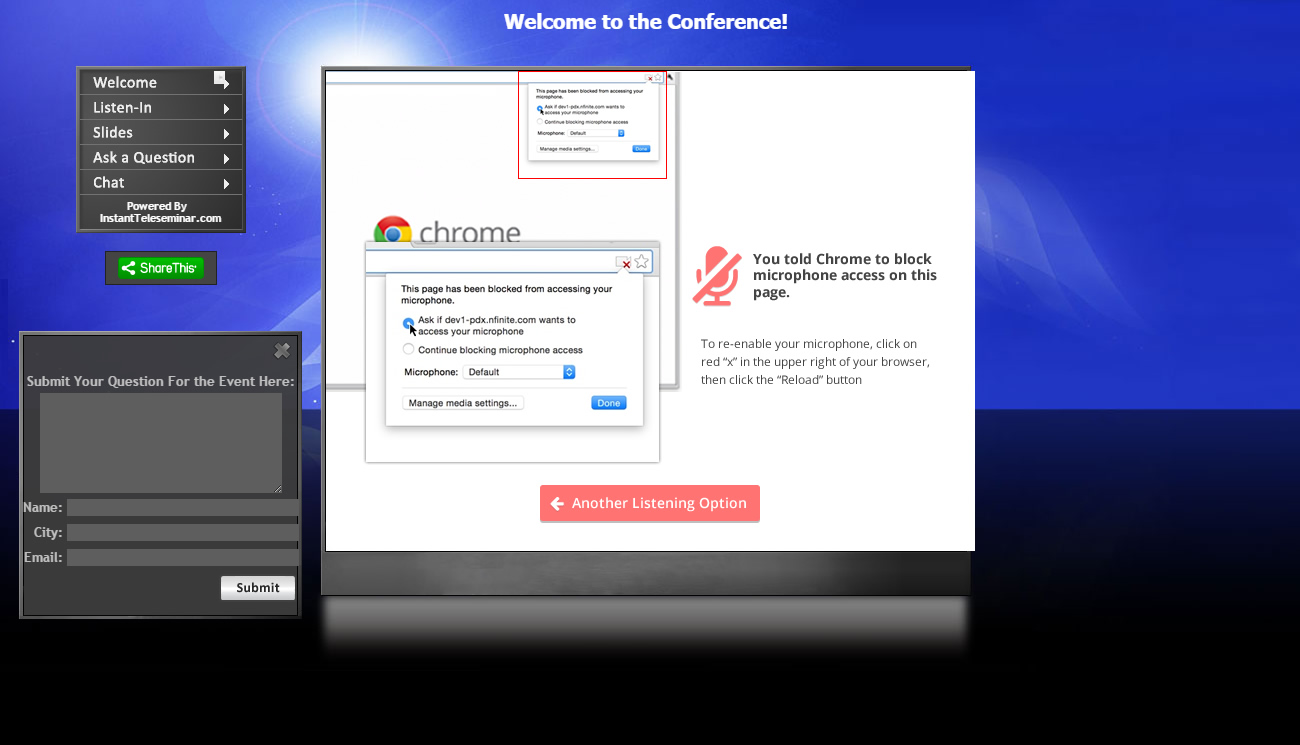 Welcome to the Conference!
Welcome
Listen-In
Slides
Ask a Question
Chat
Powered By
InstantTeleseminar.com
ShareThis
Submit Your Question For the Event Here:
Name:
City:
Email:
Submit
This page has been blocked from accessing your
microphone.
Ask if dev1-pdx.nfinite.com wants to
access your microphone
Continue blocking microphone access
Microphone: Default
Manage media settings...
Done
chrome
This page has been blocked from accessing your
microphone.
Ask if dev1-pdx.nfinite.com wants to
access your microphone
Continue blocking microphone access
Microphone: Default
Manage media settings...
Done
You told Chrome to block
microphone access on this
page.
To re-enable your microphone, click on
red “x” in the upper right of your browser,
then click the “Reload” button
Another Listening Option